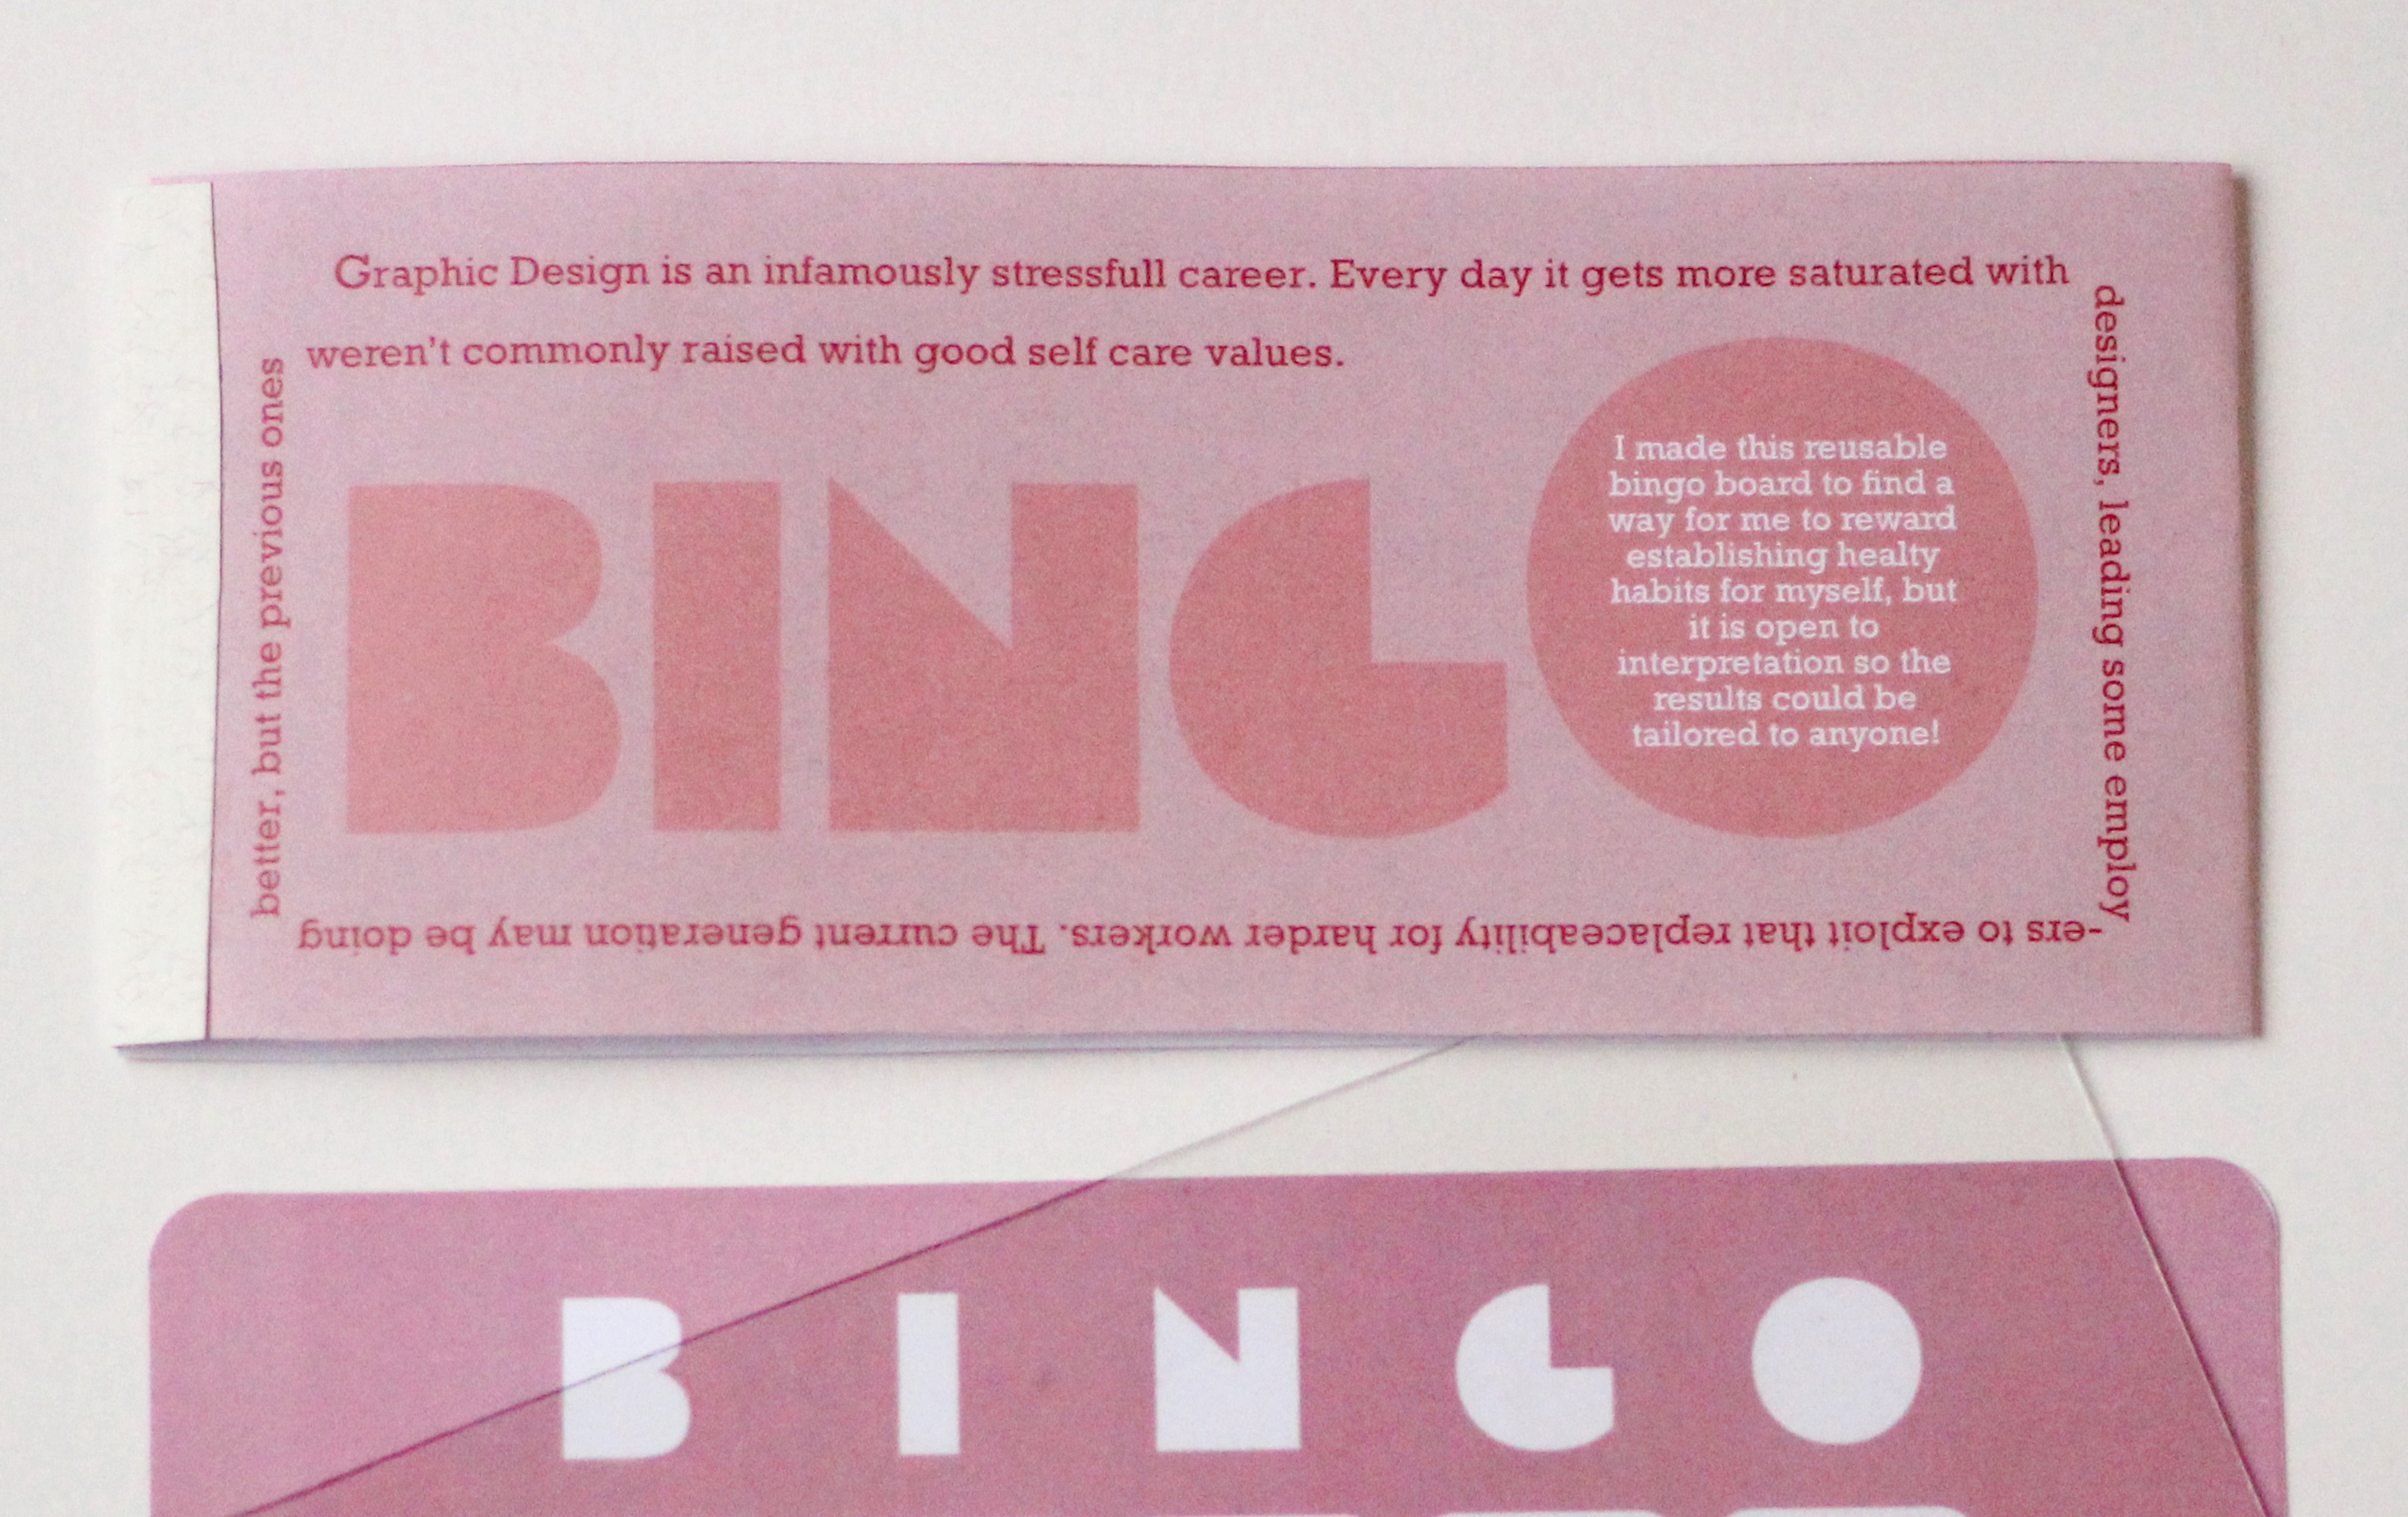 Graphic Design is an infamously stressfull career. Every day it gets more saturated with
designers, leading some employ
-ers to exploit that replaceability for harder workers. The current generation may be doing
better, but the previous ones
weren't commonly raised with good self care values.
BINGO
I made this reusable
bingo board to find a
way for me to reward
establishing healty
habits for myself, but
it is open to
interpretation so the
results could be
tailored to anyone!
B I N G O